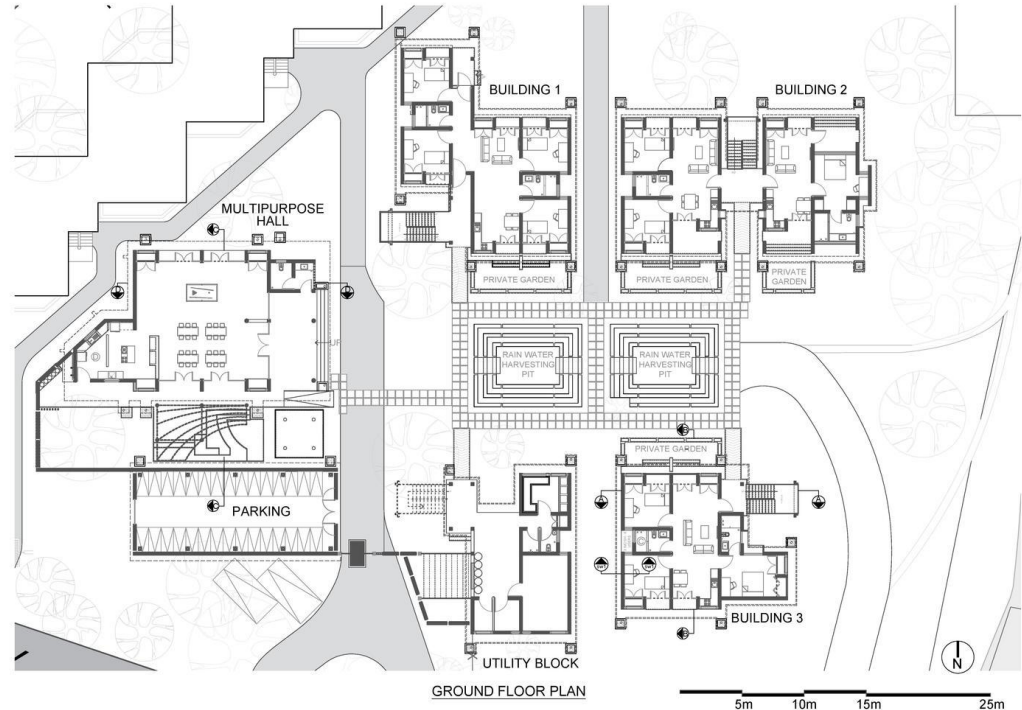 BUILDING 1
BUILDING 2
MULTIPURPOSE
HALL
PRIVATE GARDEN
PRIVATE GARDEN
PRIVATE
GARDEN
UP
RAIN WATER
HARVESTING
PIT
RAIN WATER
HARVESTING
PIT
PRIVATE GARDEN
PARKING
BUILDING 3
UTILITY BLOCK
N
GROUND FLOOR PLAN
5m
10m
15m
25m